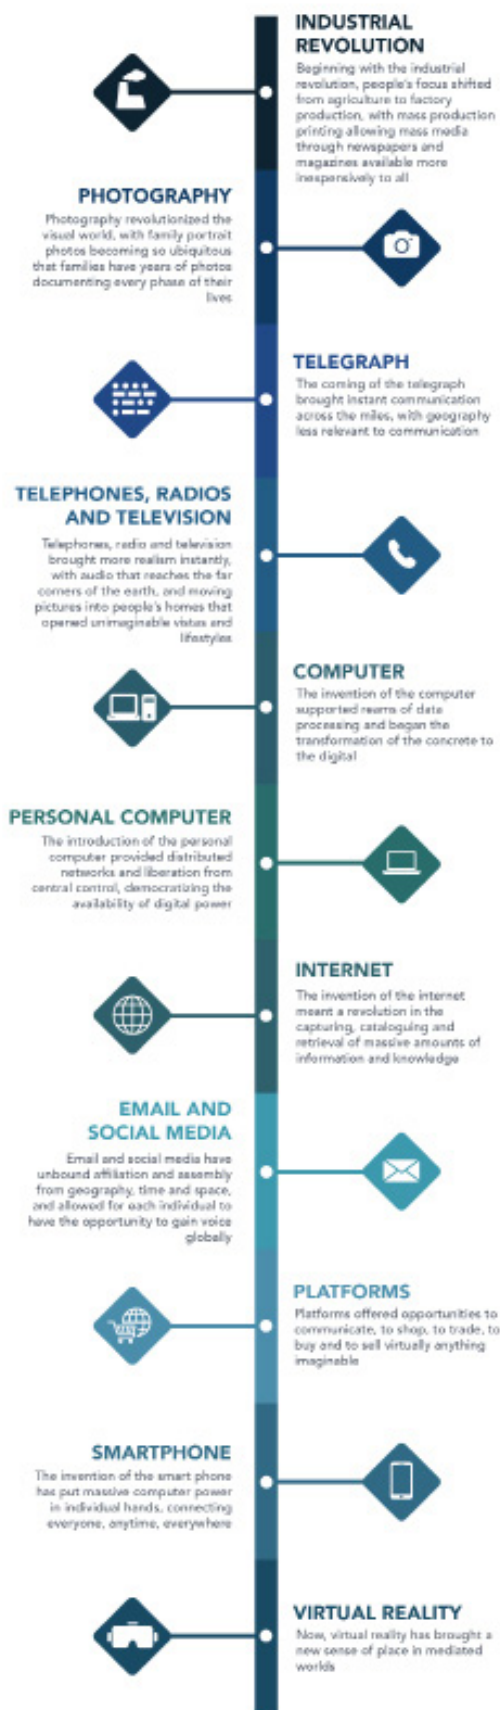 INDUSTRIAL
REVOLUTION
Beginning with the industrial
revolution, people's focus shifted
from agriculture to factory
production, with mass production
printing allowing mass media
through newspapers and
magazines available more
inexpensively to all
PHOTOGRAPHY
Photography revolutionized the
visual world, with family portrait
photos becoming so ubiquitous
that families have years of photos
documenting every phase of their
lives
TELEGRAPH
The coming of the telegraph
brought instant communication
across the miles, with geography
less relevant to communication
TELEPHONES, RADIOS
AND TELEVISION
Telephones, radio and television
brought more realism instantly,
with audio that reaches the far
corners of the earth, and moving
pictures into people's homes that
opened unimaginable vistas and
lifestyles
COMPUTER
The invention of the computer
supported reams of data
processing and began the
transformation of the concrete to
the digital
PERSONAL COMPUTER
The introduction of the personal
computer provided distributed
networks and liberation from
central control, democratizing the
availability of digital power
INTERNET
The invention of the internet
meant a revolution in the
capturing, cataloguing and
retrieval of massive amounts of
information and knowledge
EMAIL AND
SOCIAL MEDIA
Email and social media have
unbound affiliation and assembly
from geography, time and space,
and allowed for each individual to
have the opportunity to gain voice
globally
PLATFORMS
Platforms offered opportunities to
communicate, to shop, to trade, to
buy and to sell virtually anything
imaginable
SMARTPHONE
The invention of the smart phone
has put massive computer power
in individual hands, connecting
everyone, anytime, everywhere
VIRTUAL REALITY
Now, virtual reality has brought a
new sense of place in mediated
worlds